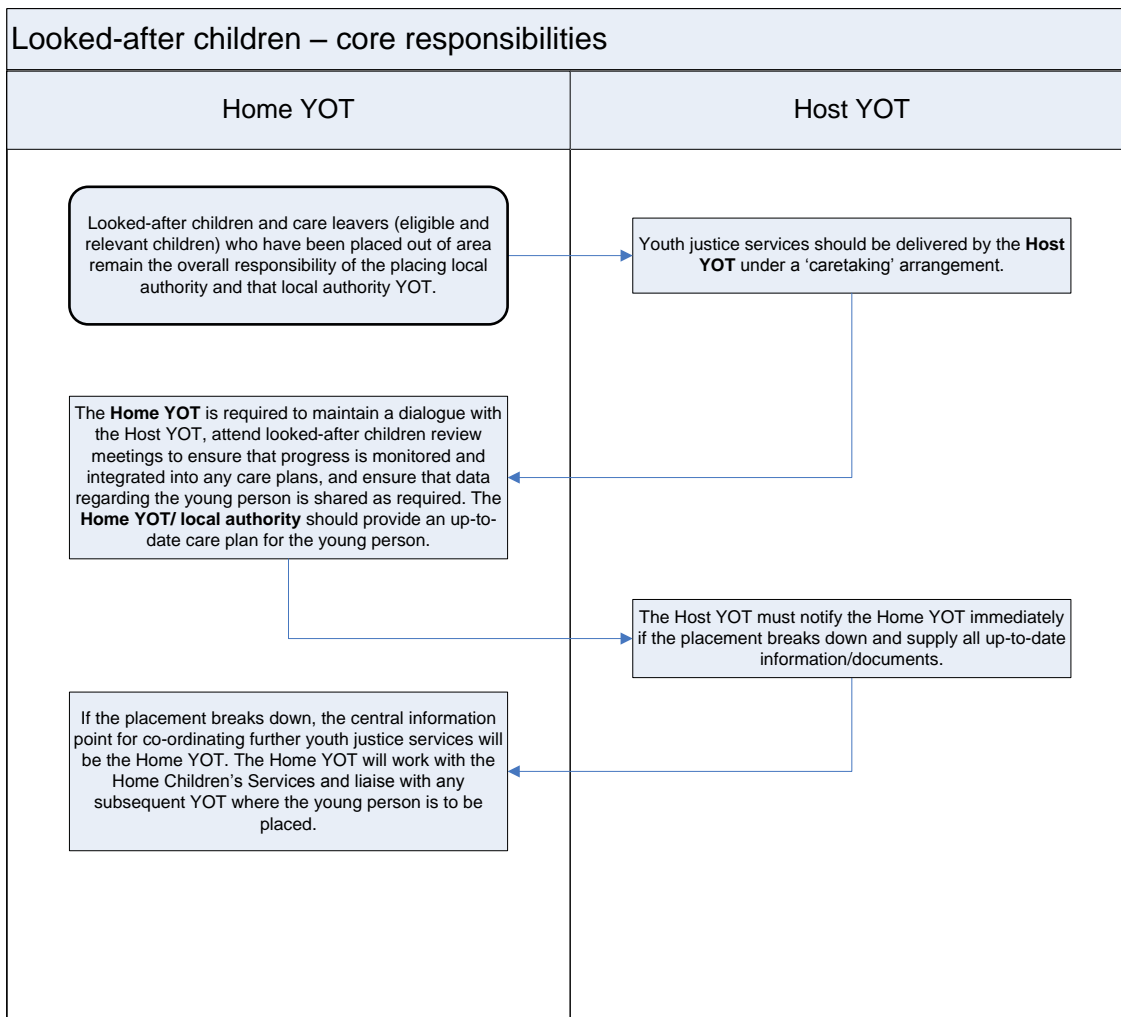 Looked-after children – core responsibilities
Home YOT
Host YOT
Looked-after children and care leavers (eligible and
relevant children) who have been placed out of area
remain the overall responsibility of the placing local
authority and that local authority YOT.
Youth justice services should be delivered by the Host
YOT under a ‘caretaking’ arrangement.
The Home YOT is required to maintain a dialogue with
the Host YOT, attend looked-after children review
meetings to ensure that progress is monitored and
integrated into any care plans, and ensure that data
regarding the young person is shared as required. The
Home YOT/ local authority should provide an up-to-
date care plan for the young person.
The Host YOT must notify the Home YOT immediately
if the placement breaks down and supply all up-to-date
information/documents.
If the placement breaks down, the central information
point for co-ordinating further youth justice services will
be the Home YOT. The Home YOT will work with the
Home Children’s Services and liaise with any
subsequent YOT where the young person is to be
placed.